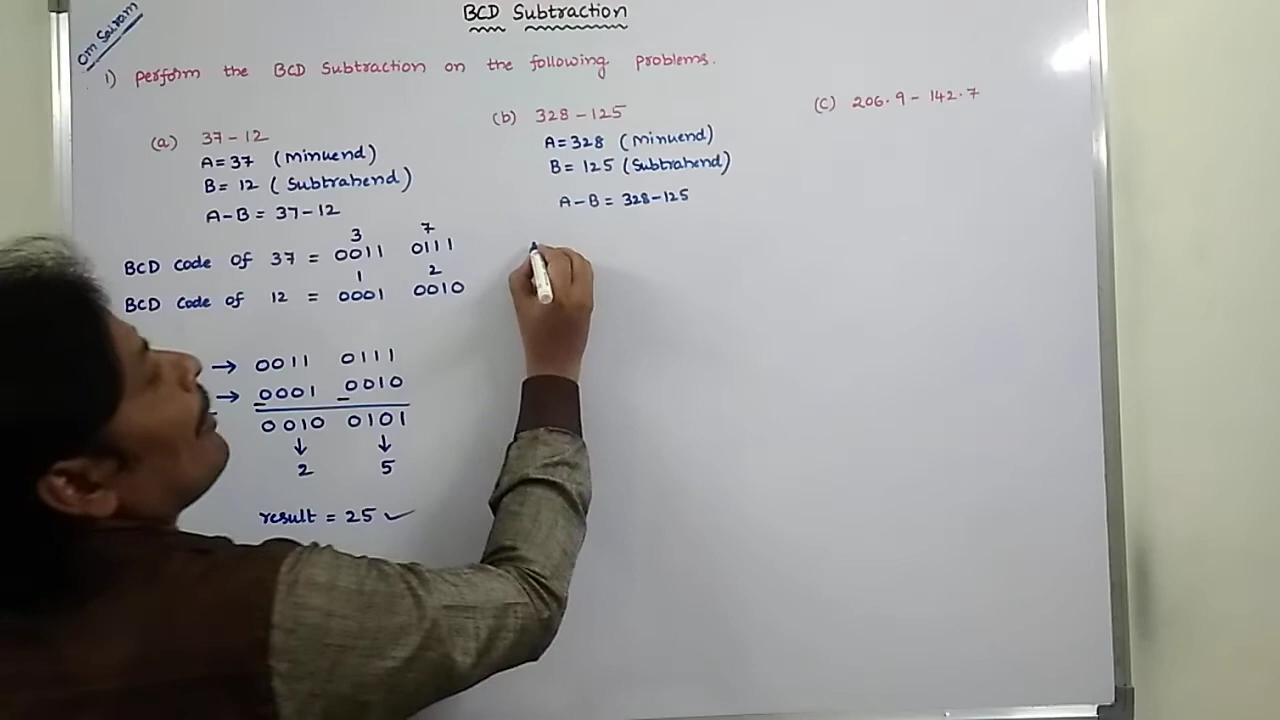 BCD Subtraction
Om Sairam
1) Perform the BCD Subtraction on the following problems.
(a) 37-12
A=37 (Minuend)
B= 12 (Subtrahend)
A-B = 37-12
3 7
BCD Code of 37 = 0011 0111
1 2
BCD Code of 12 = 0001 0010
→ 0011 0111
→ 0001 0010
0010 0101
↓ ↓
2 5
result = 25 ✓
(b) 328-125
A=328 (Minuend)
B= 125 (Subtrahend)
A-B = 328-125
(c) 206.9-142.7